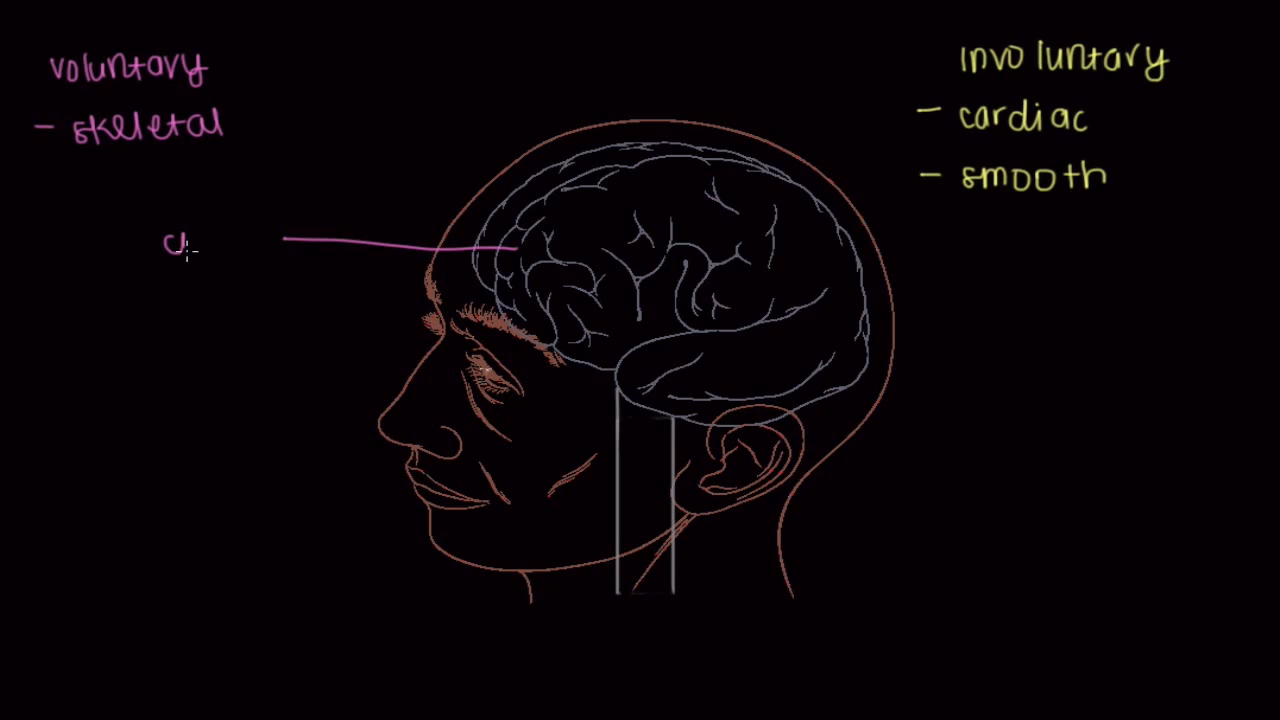 voluntary
- skeletal
involuntary
- cardiac
- smooth